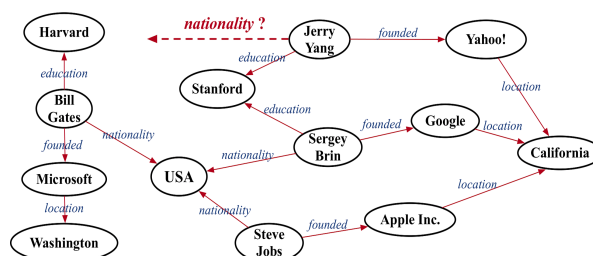 nationality ?
Harvard
Jerry
Yang
founded
Yahoo!
education
education
Stanford
location
Bill
Gates
education
nationality
founded
Google
location
Sergey
Brin
founded
California
nationality
Microsoft
USA
location
location
nationality
Apple Inc.
founded
Washington
Steve
Jobs